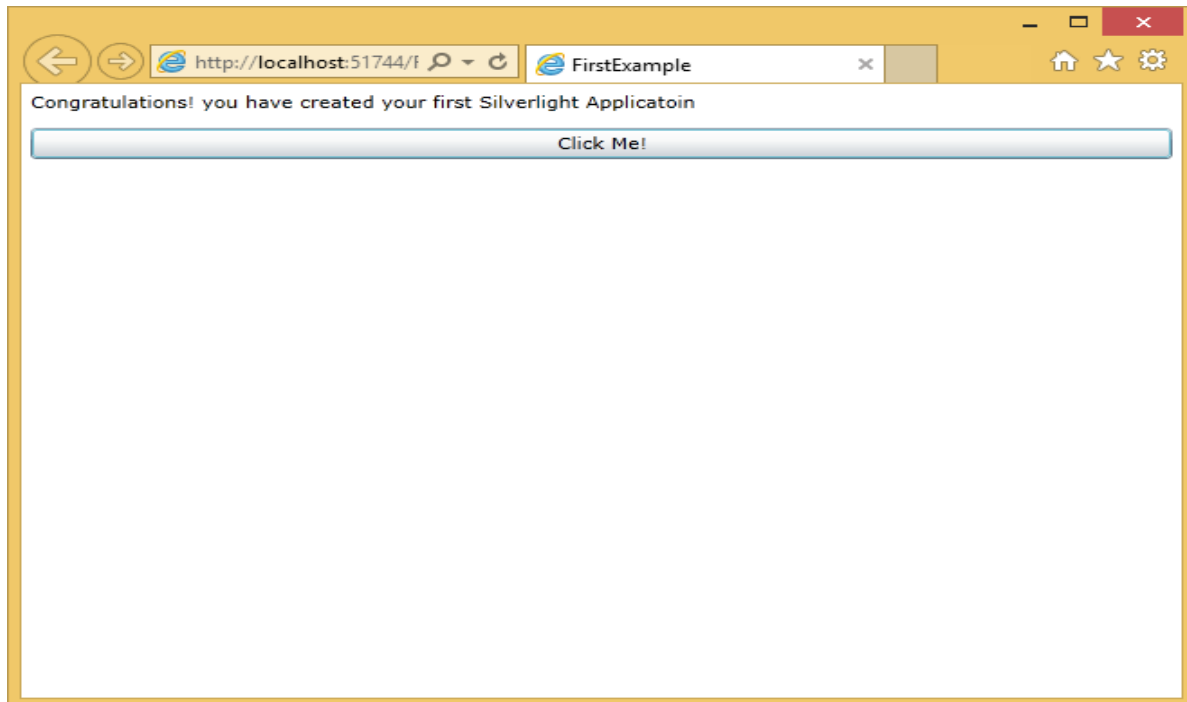 http://localhost:51744/F
FirstExample
Congratulations! you have created your first Silverlight Applicatoin
Click Me!